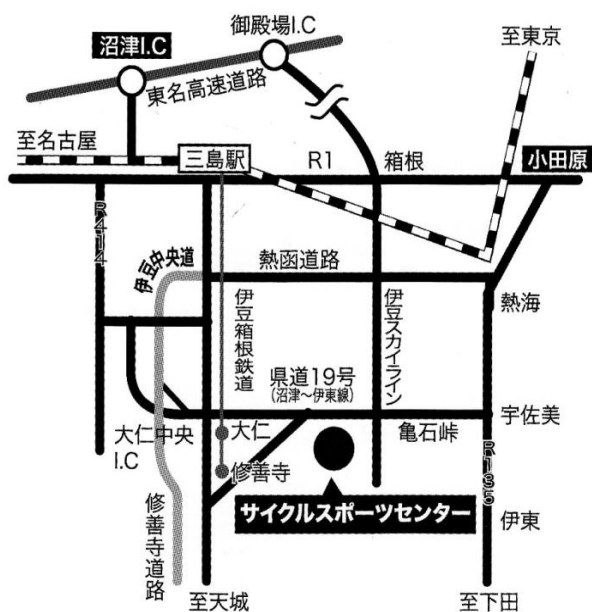 御殿場I.C
沼津I.C
至東京
東名高速道路
至名古屋
三島駅
R1
箱根
小田原
R414
伊豆中央道
熱函道路
熱海
伊豆箱根鉄道
伊豆スカイライン
県道19号
(沼津～伊東線)
大仁中央
I.C
大仁
亀石峠
宇佐美
R135
修善寺
修善寺道路
サイクルスポーツセンター
伊東
至天城
至下田